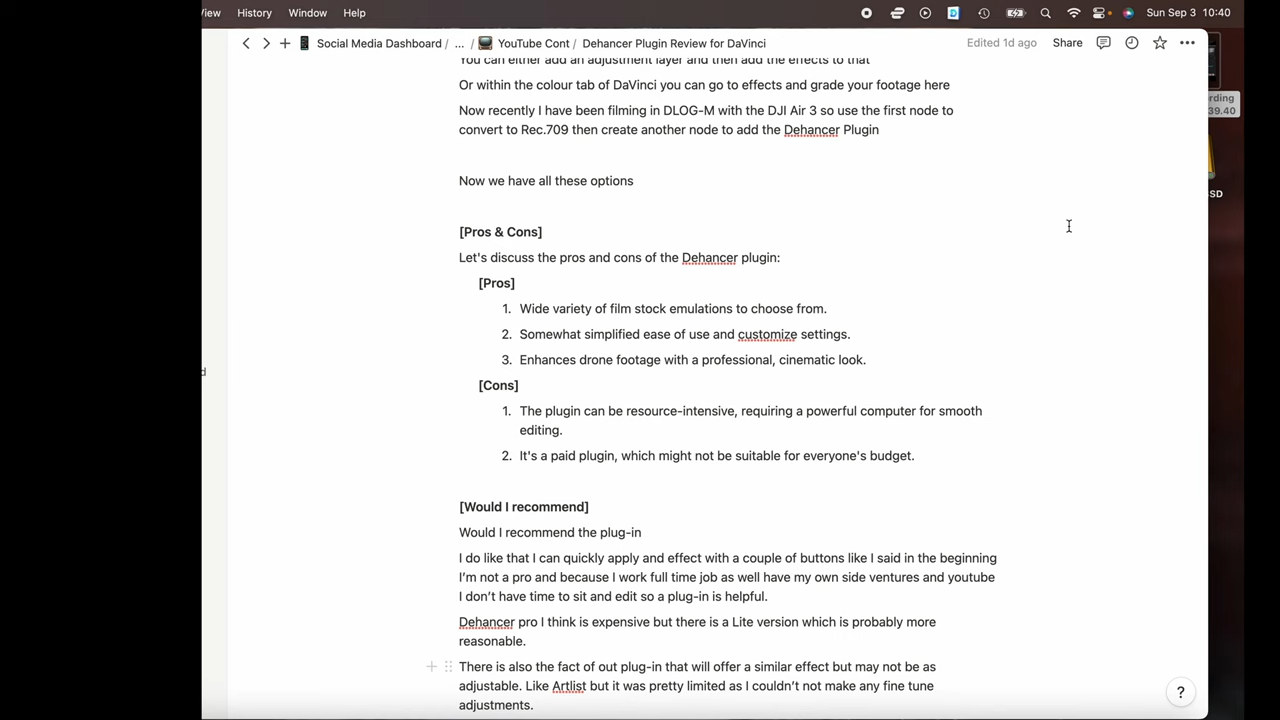 View History Window Help Sun Sep 3 10:40
Social Media Dashboard / ... / YouTube Cont / Dehancer Plugin Review for DaVinci Edited 1d ago Share
You can either add an adjustment layer and then add the effects to that
Or within the colour tab of DaVinci you can go to effects and grade your footage here
Now recently I have been filming in DLOG-M with the DJI Air 3 so use the first node to
convert to Rec.709 then create another node to add the Dehancer Plugin
Now we have all these options
[Pros & Cons]
Let's discuss the pros and cons of the Dehancer plugin:
[Pros]
1. Wide variety of film stock emulations to choose from.
2. Somewhat simplified ease of use and customize settings.
3. Enhances drone footage with a professional, cinematic look.
[Cons]
1. The plugin can be resource-intensive, requiring a powerful computer for smooth
editing.
2. It's a paid plugin, which might not be suitable for everyone's budget.
[Would I recommend]
Would I recommend the plug-in
I do like that I can quickly apply and effect with a couple of buttons like I said in the beginning
I'm not a pro and because I work full time job as well have my own side ventures and youtube
I don't have time to sit and edit so a plug-in is helpful.
Dehancer pro I think is expensive but there is a Lite version which is probably more
reasonable.
There is also the fact of out plug-in that will offer a similar effect but may not be as
adjustable. Like Artlist but it was pretty limited as I couldn't not make any fine tune
adjustments.
?
rding
39.40
SD
d